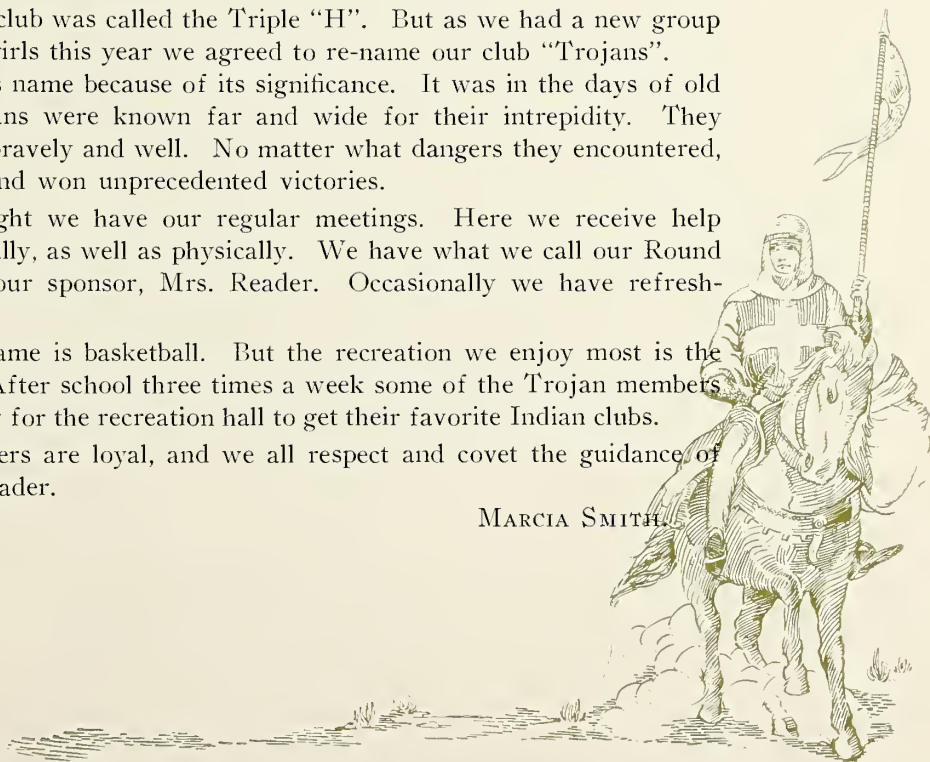 club was called the Triple “H”. But as we had a new group
irls this year we agreed to re-name our club “Trojans”.
s name because of its significance. It was in the days of old
ns were known far and wide for their intrepidity. They
ravely and well. No matter what dangers they encountered,
nd won unprecedented victories.
ght we have our regular meetings. Here we receive help
lly, as well as physically. We have what we call our Round
our sponsor, Mrs. Reader. Occasionally we have refresh-
ame is basketball. But the recreation we enjoy most is the
After school three times a week some of the Trojan members
for the recreation hall to get their favorite Indian clubs.
ers are loyal, and we all respect and covet the guidance of
ader.
MARCIA SMITH.